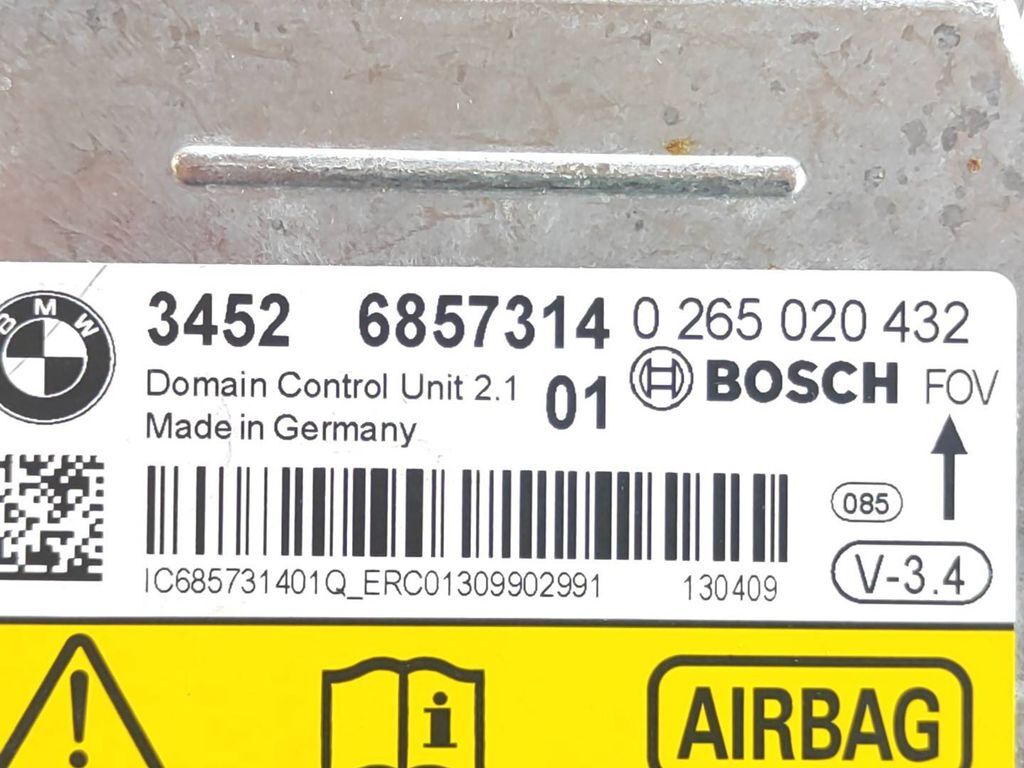 BMW
3452 6857314 0 265 020 432
Domain Control Unit 2.1 01 BOSCH FOV
Made in Germany
085
IC685731401Q_ERC01309902991 130409
V-3.4
i
AIRBAG